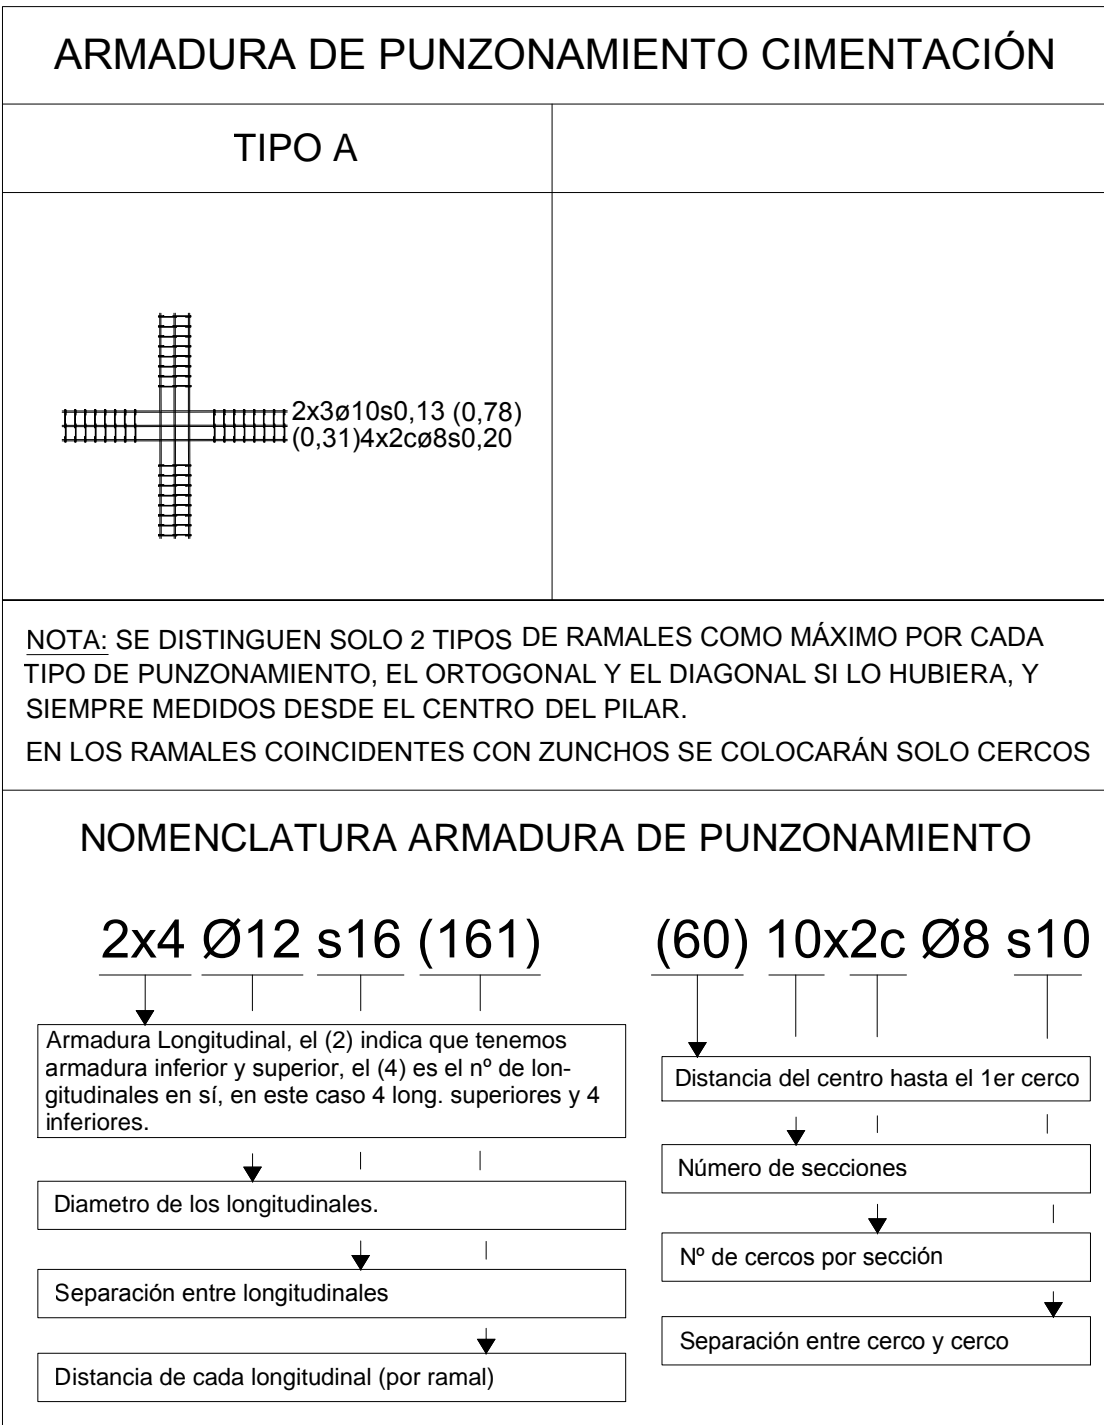 ARMADURA DE PUNZONAMIENTO CIMENTACIÓN
TIPO A
2x3ø10s0,13 (0,78)
(0,31)4x2cø8s0,20
NOTA: SE DISTINGUEN SOLO 2 TIPOS DE RAMALES COMO MÁXIMO POR CADA
TIPO DE PUNZONAMIENTO, EL ORTOGONAL Y EL DIAGONAL SI LO HUBIERA, Y
SIEMPRE MEDIDOS DESDE EL CENTRO DEL PILAR.
EN LOS RAMALES COINCIDENTES CON ZUNCHOS SE COLOCARÁN SOLO CERCOS
NOMENCLATURA ARMADURA DE PUNZONAMIENTO
2x4 Ø12 s16 (161)
Armadura Longitudinal, el (2) indica que tenemos
armadura inferior y superior, el (4) es el nº de lon-
gitudinales en sí, en este caso 4 long. superiores y 4
inferiores.
Diametro de los longitudinales.
Separación entre longitudinales
Distancia de cada longitudinal (por ramal)
(60) 10x2c Ø8 s10
Distancia del centro hasta el 1er cerco
Número de secciones
Nº de cercos por sección
Separación entre cerco y cerco